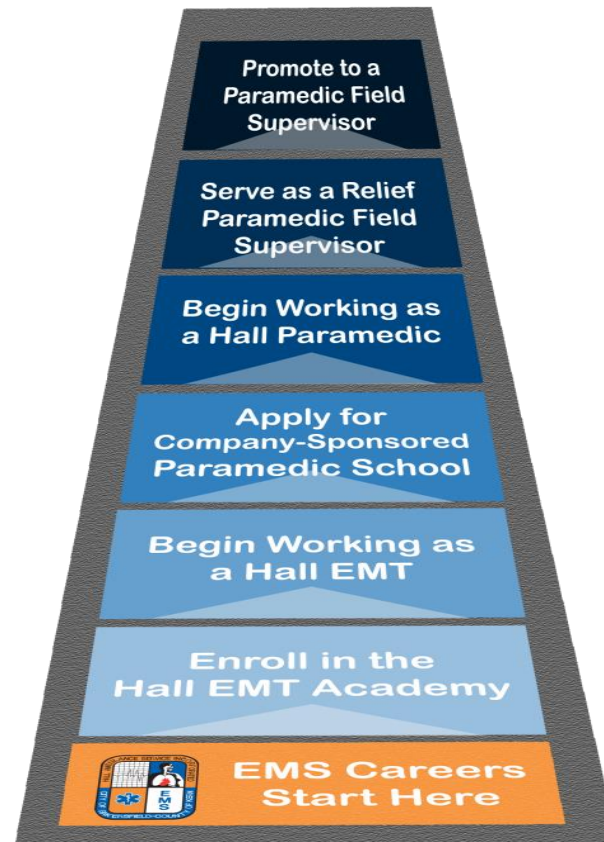 Promote to a
Paramedic Field
Supervisor
Serve as a Relief
Paramedic Field
Supervisor
Begin Working as
a Hall Paramedic
Apply for
Company-Sponsored
Paramedic School
Begin Working as
a Hall EMT
Enroll in the
Hall EMT Academy
EMS Careers
Start Here
EMS